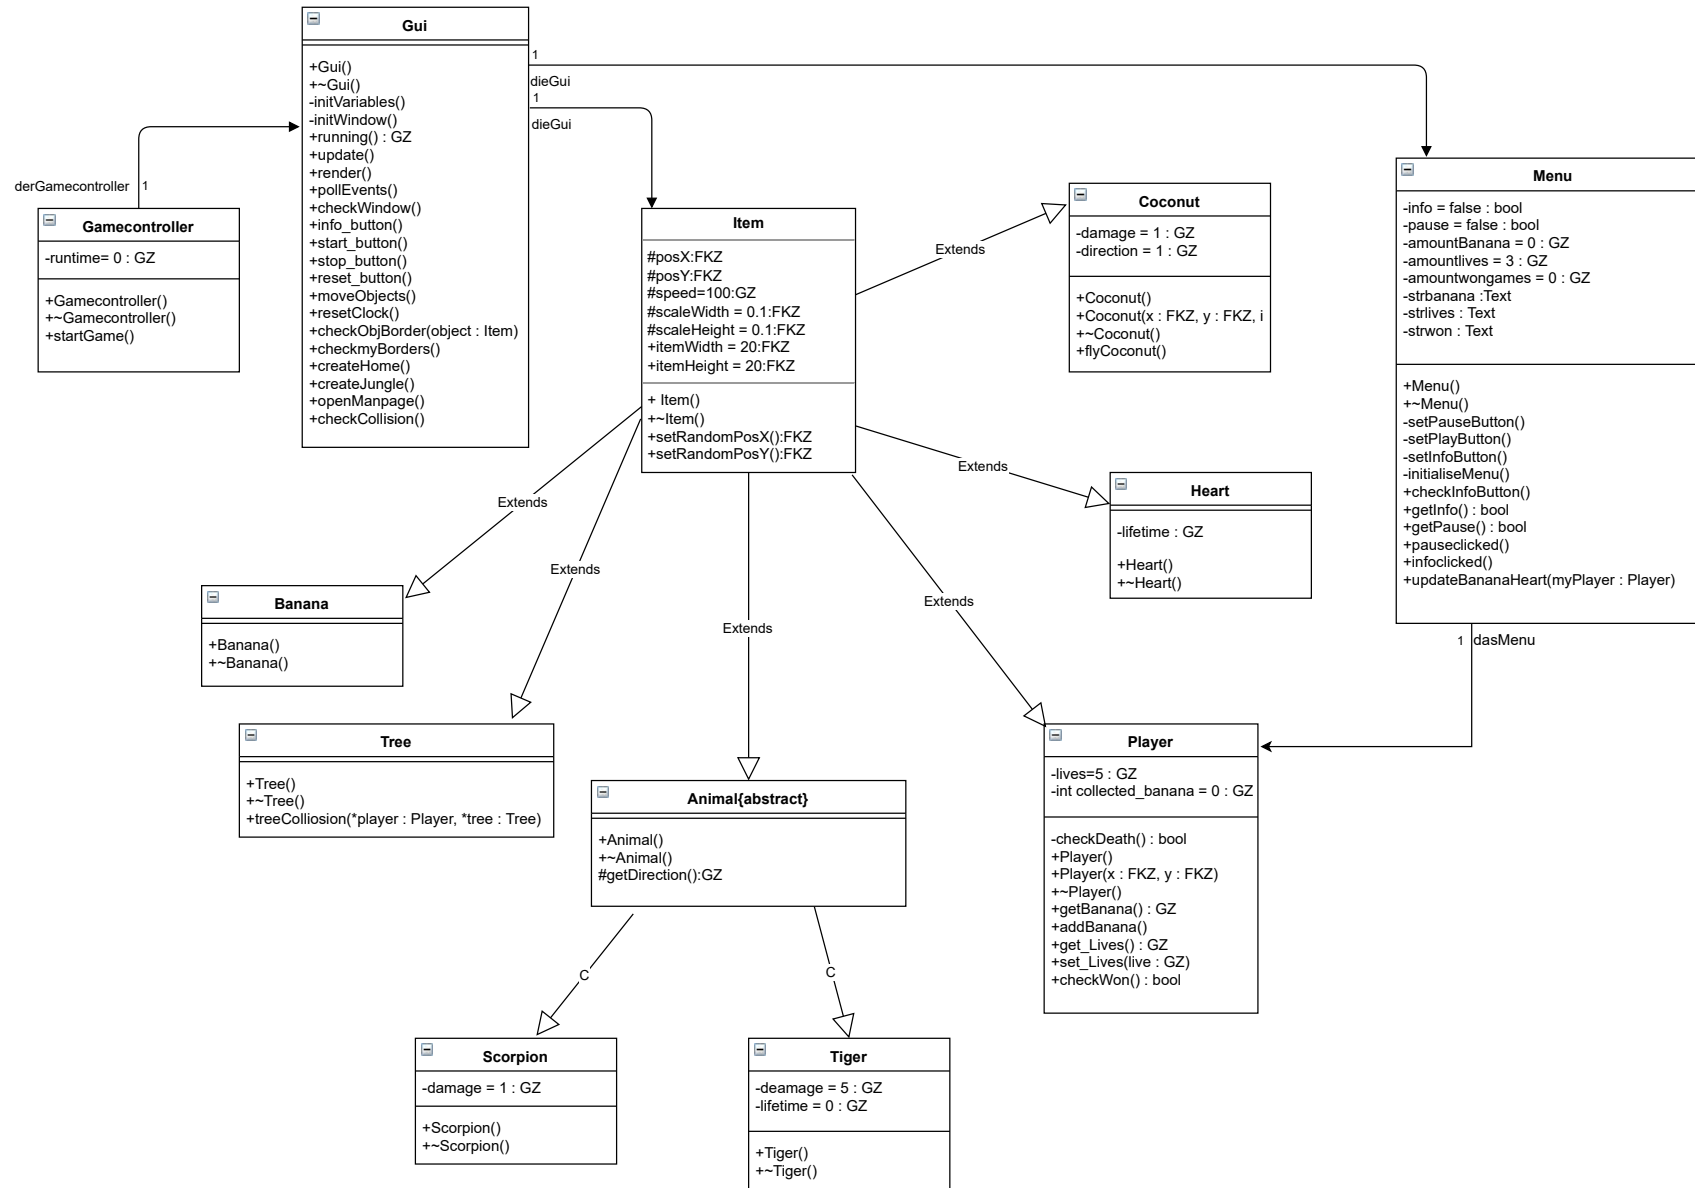 Gui
+Gui()
+~Gui()
-initVariables()
-initWindow()
+running() : GZ
+update()
+render()
+pollEvents()
+checkWindow()
+info_button()
+start_button()
+stop_button()
+reset_button()
+moveObjects()
+resetClock()
+checkObjBorder(object : Item)
+checkmyBorders()
+createHome()
+createJungle()
+openManpage()
+checkCollision()
1
dieGui
1
dieGui
derGamecontroller
1
Gamecontroller
-runtime= 0 : GZ
+Gamecontroller()
+~Gamecontroller()
+startGame()
Item
#posX:FKZ
#posY:FKZ
#speed=100:GZ
#scaleWidth = 0.1:FKZ
#scaleHeight = 0.1:FKZ
+itemWidth = 20:FKZ
+itemHeight = 20:FKZ
+ Item()
+~Item()
+setRandomPosX():FKZ
+setRandomPosY():FKZ
Extends
Coconut
-damage = 1 : GZ
-direction = 1 : GZ
+Coconut()
+Coconut(x : FKZ, y : FKZ, i
+~Coconut()
+flyCoconut()
Menu
-info = false : bool
-pause = false : bool
-amountBanana = 0 : GZ
-amountlives = 3 : GZ
-amountwongames = 0 : GZ
-strbanana :Text
-strlives : Text
-strwon : Text
+Menu()
+~Menu()
-setPauseButton()
-setPlayButton()
-setInfoButton()
-initialiseMenu()
+checkInfoButton()
+getInfo() : bool
+getPause() : bool
+pauseclicked()
+infoclicked()
+updateBananaHeart(myPlayer : Player)
1
dasMenu
Extends
Heart
-lifetime : GZ
+Heart()
+~Heart()
Extends
Extends
Extends
Extends
Banana
+Banana()
+~Banana()
Tree
+Tree()
+~Tree()
+treeColliosion(*player : Player, *tree : Tree)
Animal{abstract}
+Animal()
+~Animal()
#getDirection():GZ
Player
-lives=5 : GZ
-int collected_banana = 0 : GZ
-checkDeath() : bool
+Player()
+Player(x : FKZ, y : FKZ)
+~Player()
+getBanana() : GZ
+addBanana()
+get_Lives() : GZ
+set_Lives(live : GZ)
+checkWon() : bool
C
C
Scorpion
-damage = 1 : GZ
+Scorpion()
+~Scorpion()
Tiger
-deamage = 5 : GZ
-lifetime = 0 : GZ
+Tiger()
+~Tiger()